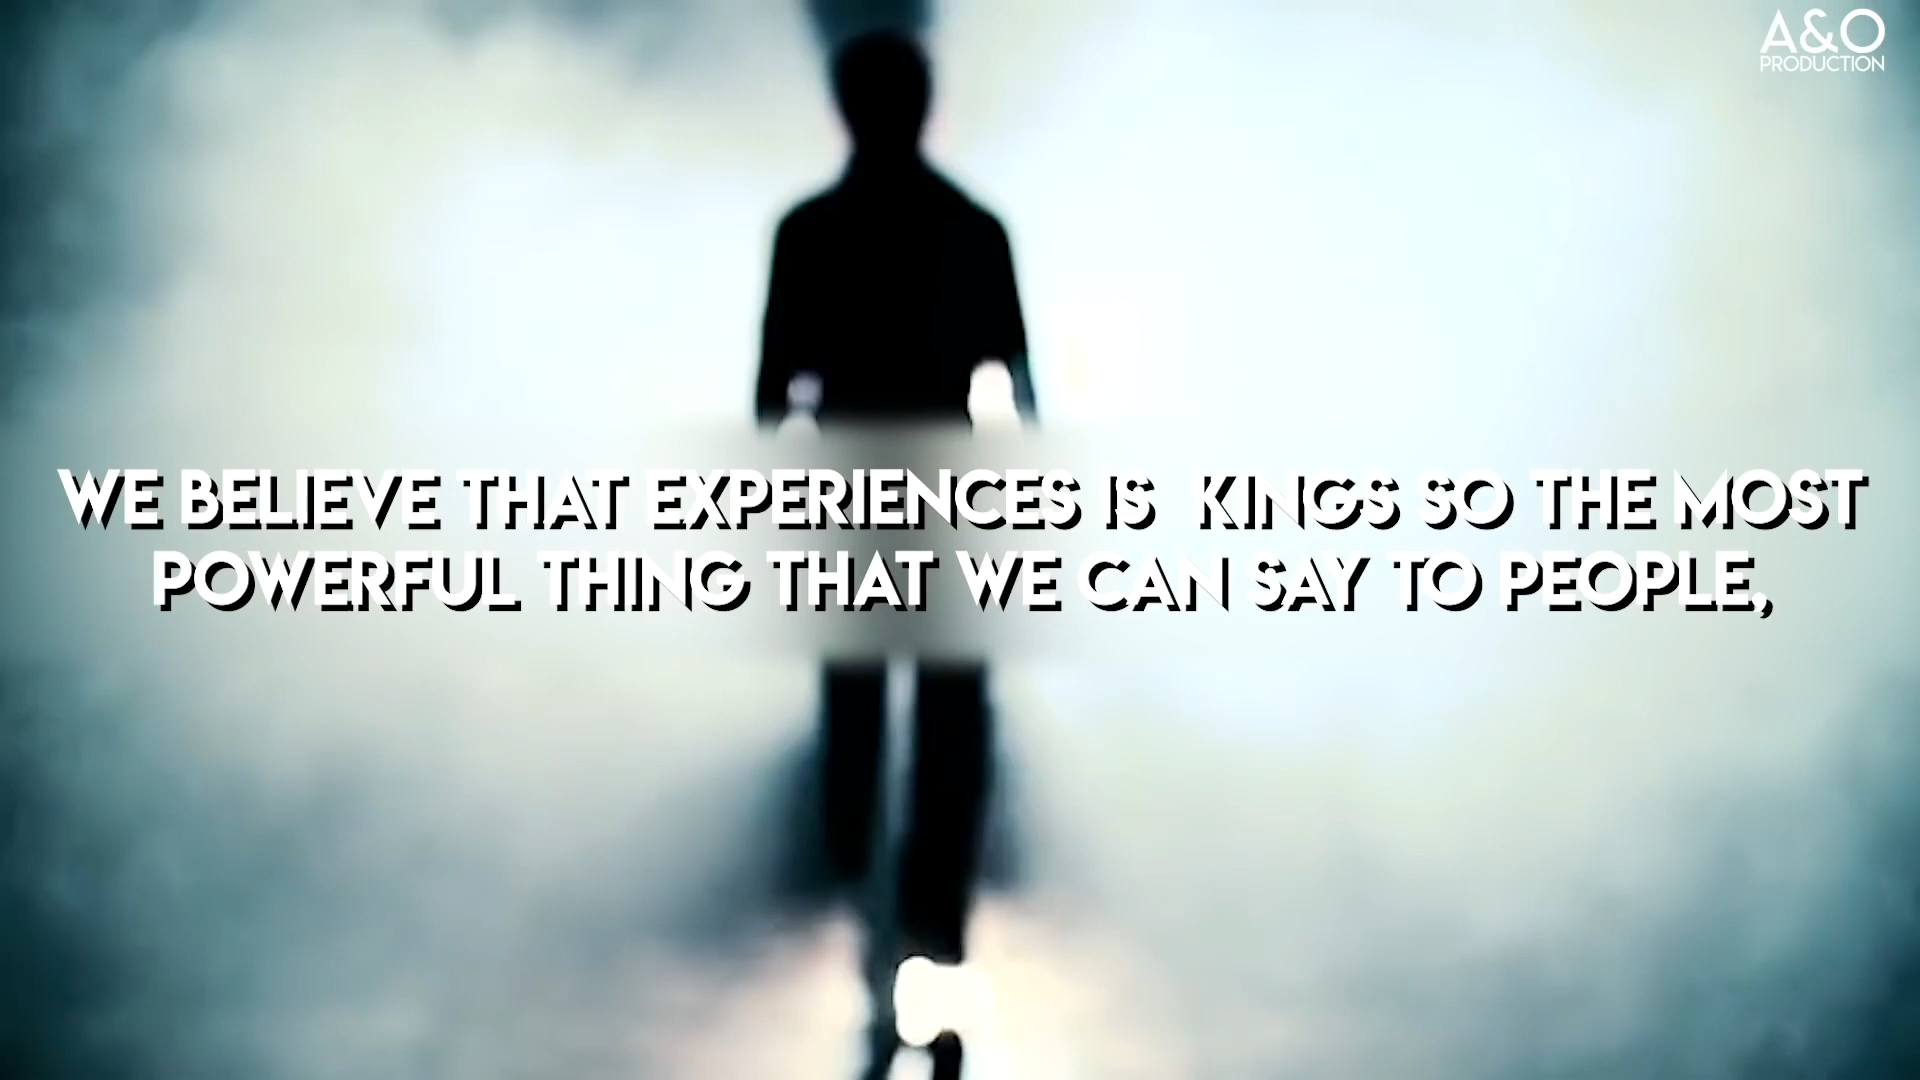 A&O
PRODUCTION
WE BELIEVE THAT EXPERIENCES IS KINGS SO THE MOST
POWERFUL THING THAT WE CAN SAY TO PEOPLE,